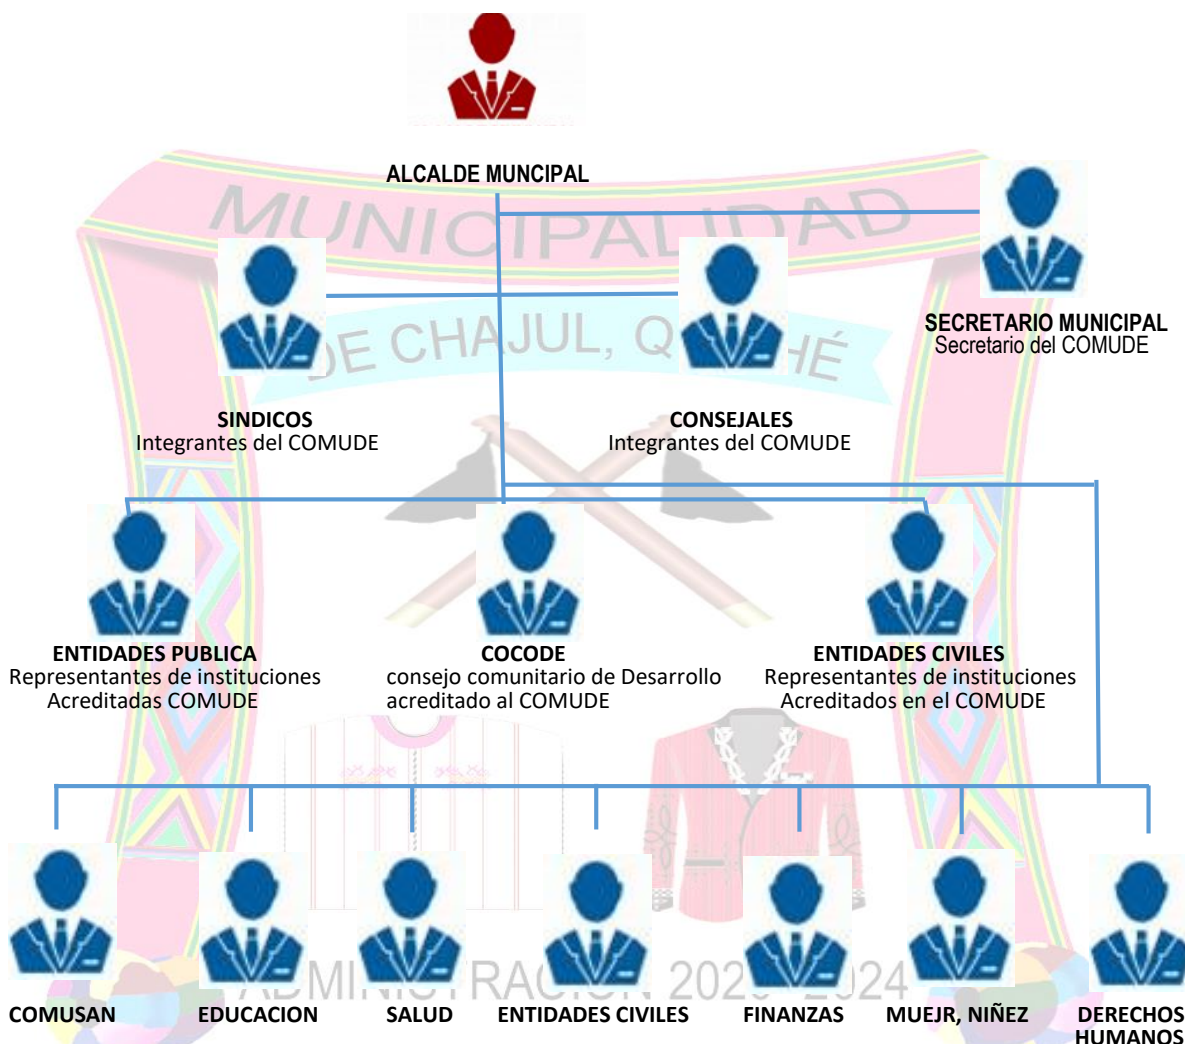 ALCALDE MUNCIPAL
MUNICIPALIDAD
DE CHAJUL, Q HÉ
SECRETARIO MUNICIPAL
Secretario del COMUDE
SINDICOS
Integrantes del COMUDE
CONSEJALES
Integrantes del COMUDE
ENTIDADES PUBLICA
Representantes de instituciones
Acreditadas COMUDE
COCODE
consejo comunitario de Desarrollo
acreditado al COMUDE
ENTIDADES CIVILES
Representantes de instituciones
Acreditados en el COMUDE
ADMINISTRACIÓN 2020 2024
COMUSAN
EDUCACION
SALUD
ENTIDADES CIVILES
FINANZAS
MUEJR, NIÑEZ
DERECHOS
HUMANOS